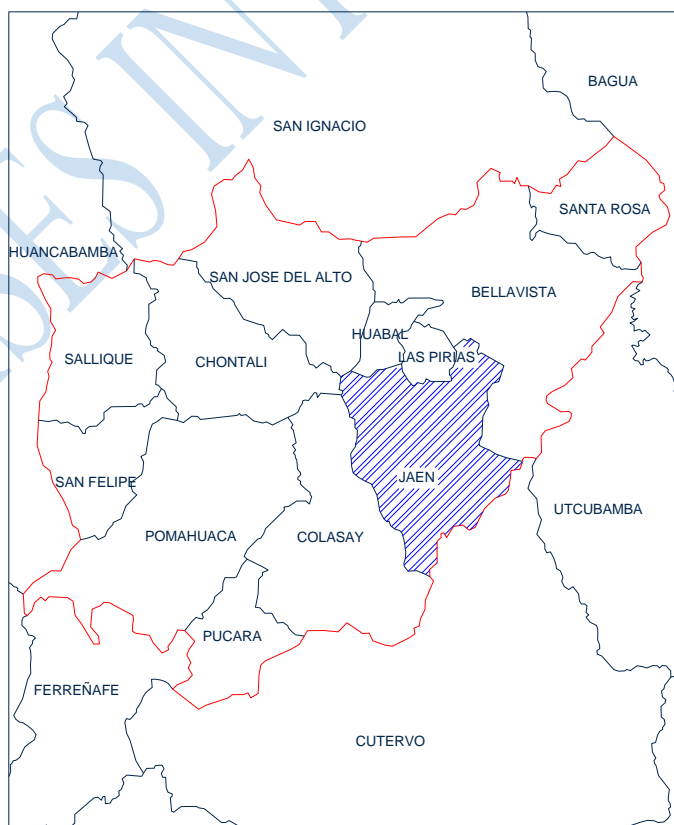 BAGUA
SAN IGNACIO
SANTA ROSA
HUANCABAMBA
SAN JOSE DEL ALTO
BELLAVISTA
HUABAL
SALLIQUE
CHONTALI
LAS PIRIAS
SAN FELIPE
JAEN
UTCUBAMBA
POMAHUACA
COLASAY
PUCARA
FERREÑAFE
CUTERVO